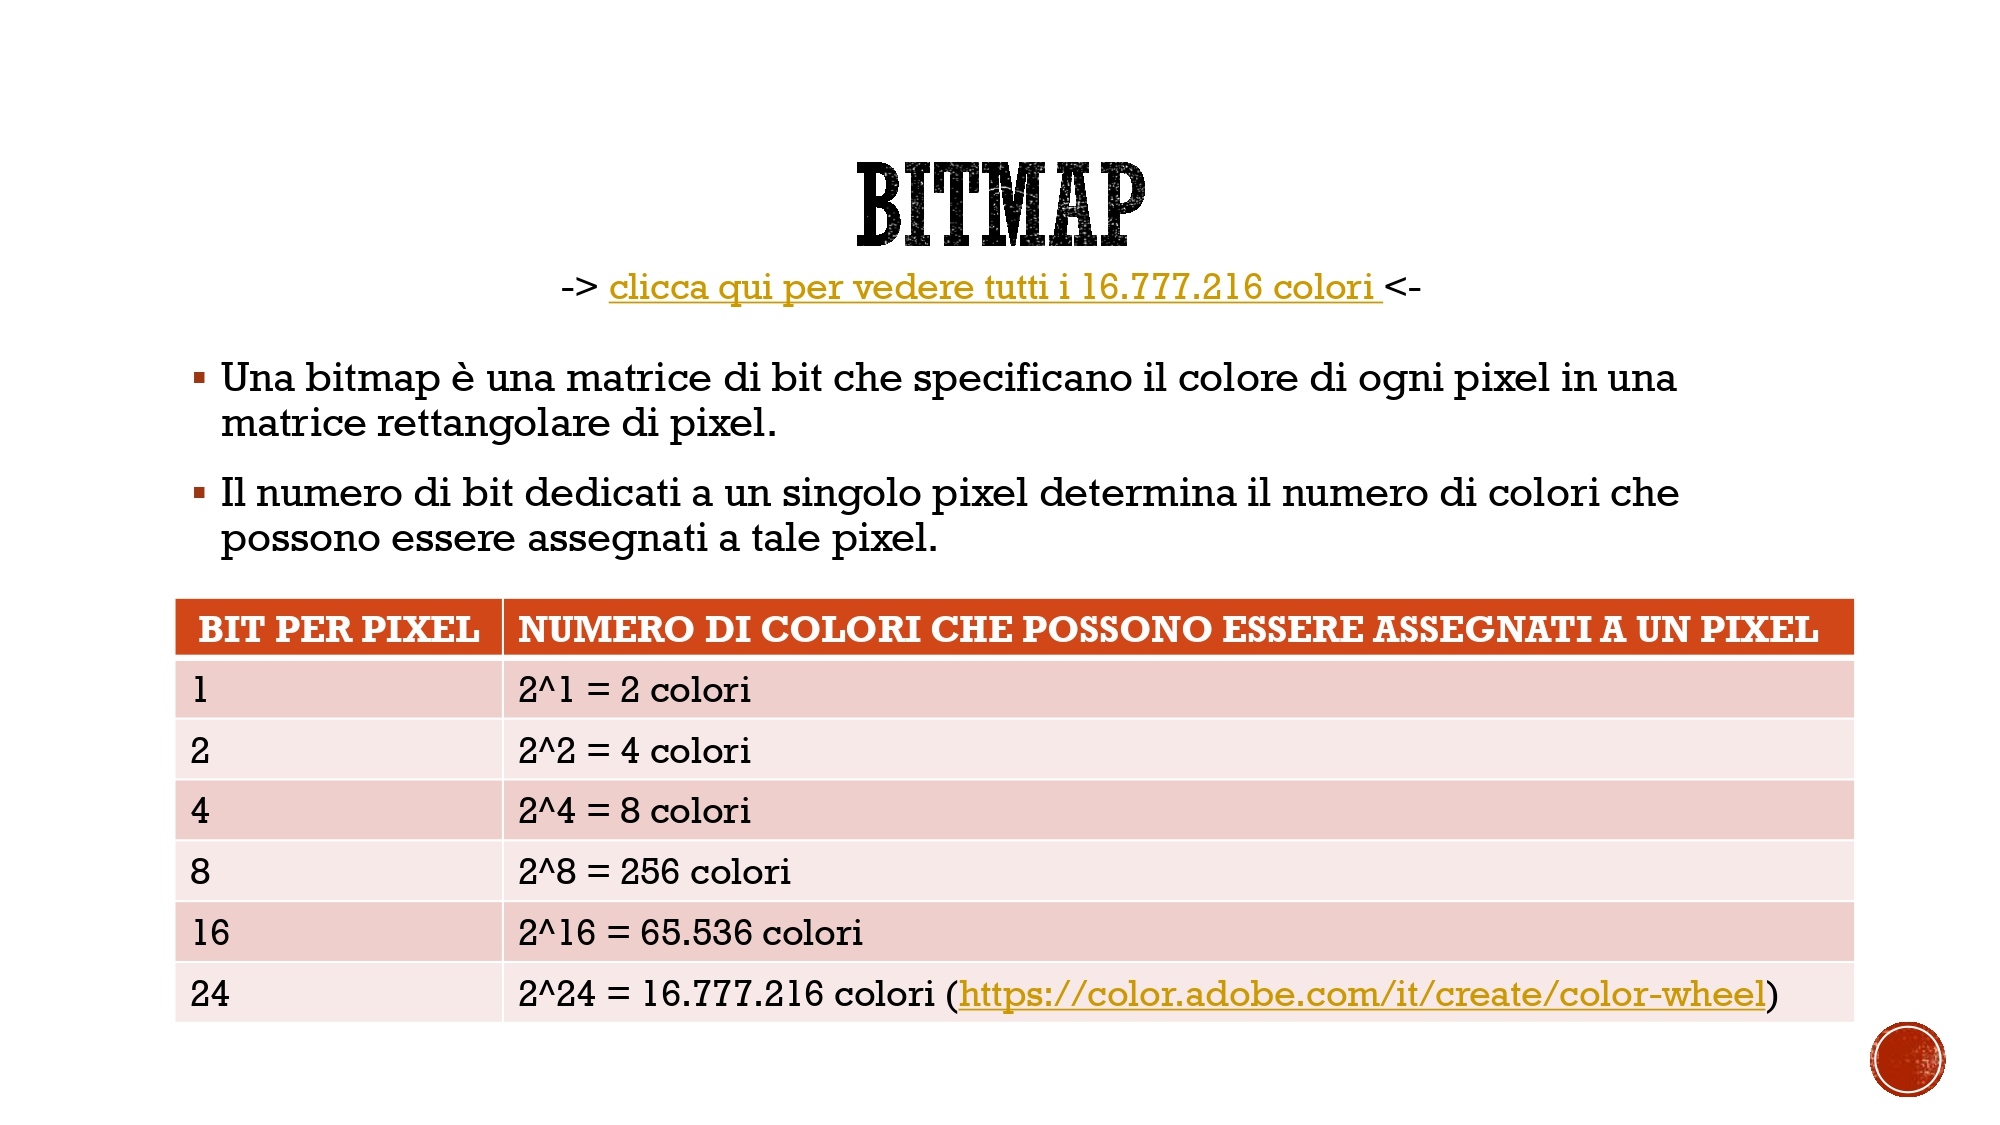 BITMAP
-> clicca qui per vedere tutti i 16.777.216 colori <-
▪ Una bitmap è una matrice di bit che specificano il colore di ogni pixel in una
matrice rettangolare di pixel.
▪ Il numero di bit dedicati a un singolo pixel determina il numero di colori che
possono essere assegnati a tale pixel.
BIT PER PIXEL NUMERO DI COLORI CHE POSSONO ESSERE ASSEGNATI A UN PIXEL
1 2^1 = 2 colori
2 2^2 = 4 colori
4 2^4 = 8 colori
8 2^8 = 256 colori
16 2^16 = 65.536 colori
24 2^24 = 16.777.216 colori (https://color.adobe.com/it/create/color-wheel)